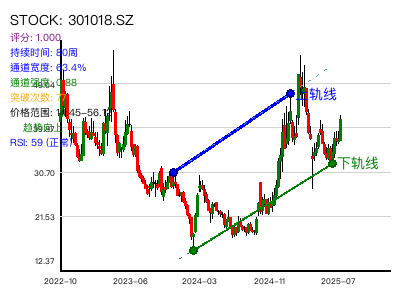 STOCK: 301018.SZ
评分: 1.000
持续时间: 80周
通道宽度: 63.4%
通道强度: 0.88
突破次数:
价格范围:
RSI: 59 (正常)
上轨线
下轨线
30.70
21.53
12.37
2022-10
2023-06
2024-03
2024-11
2025-07